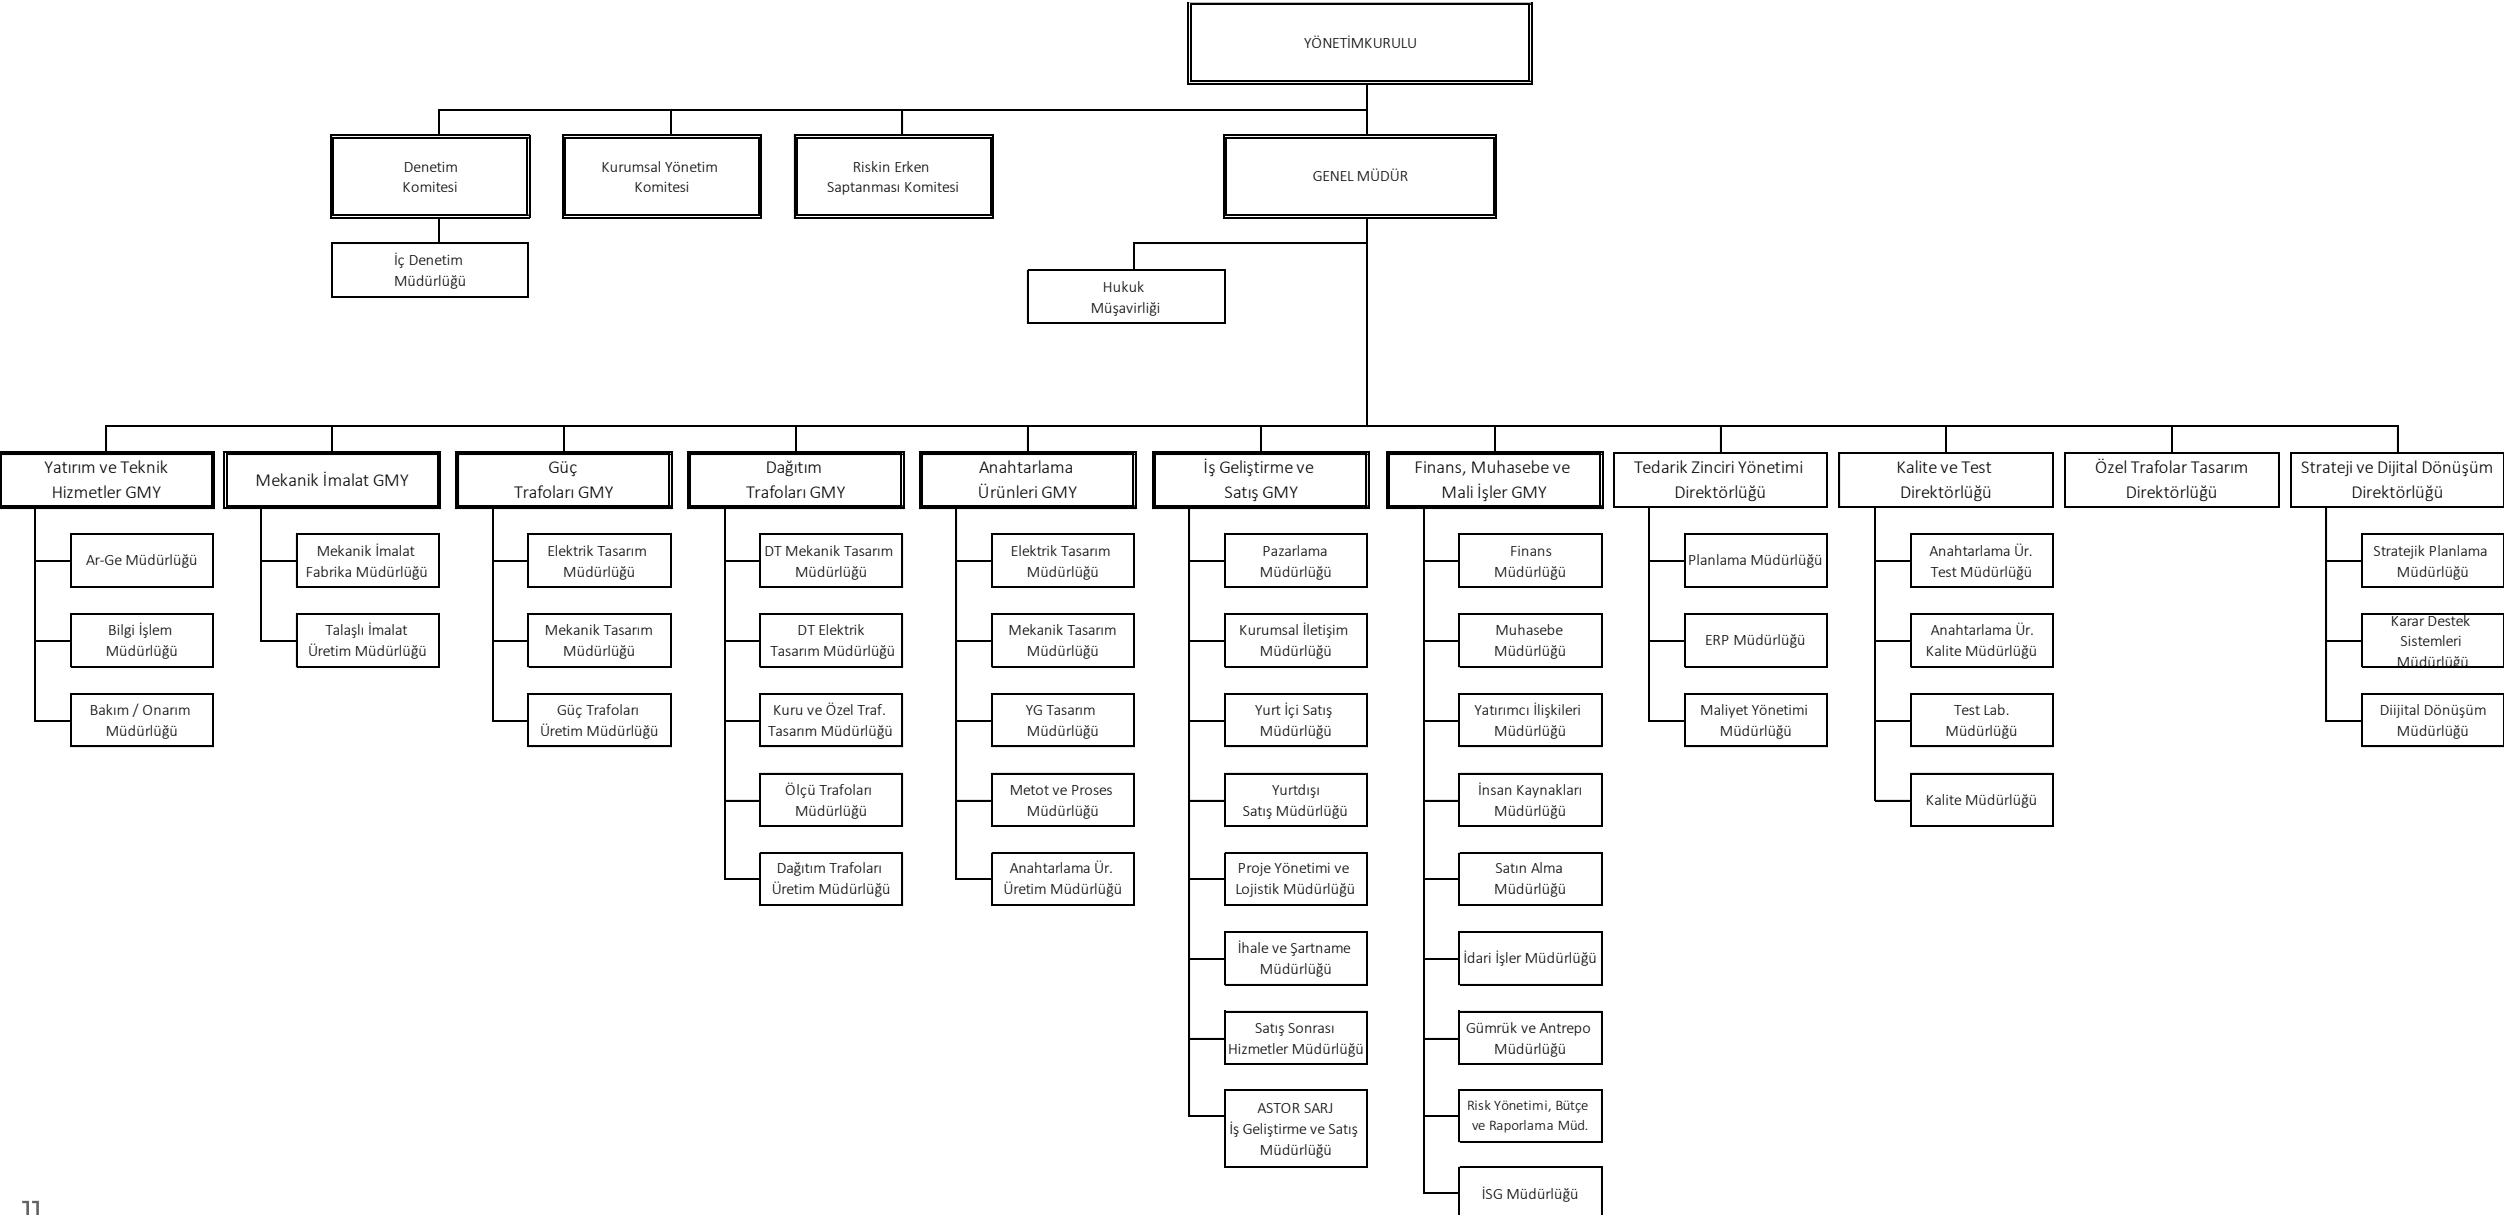 YÖNETİMKURULU
Denetim
Komitesi
Kurumsal Yönetim
Komitesi
Riskin Erken
Saptanması Komitesi
GENEL MÜDÜR
İç Denetim
Müdürlüğü
Hukuk
Müşavirliği
Yatırım ve Teknik
Hizmetler GMY
Mekanik İmalat GMY
Güç
Trafoları GMY
Dağıtım
Trafoları GMY
Anahtarlama
Ürünleri GMY
İş Geliştirme ve
Satış GMY
Finans, Muhasebe ve
Mali İşler GMY
Tedarik Zinciri Yönetimi
Direktörlüğü
Kalite ve Test
Direktörlüğü
Özel Trafolar Tasarım
Direktörlüğü
Strateji ve Dijital Dönüşüm
Direktörlüğü
Ar-Ge Müdürlüğü
Bilgi İşlem
Müdürlüğü
Bakım / Onarım
Müdürlüğü
Mekanik İmalat
Fabrika Müdürlüğü
Talaşlı İmalat
Üretim Müdürlüğü
Elektrik Tasarım
Müdürlüğü
Mekanik Tasarım
Müdürlüğü
Güç Trafoları
Üretim Müdürlüğü
DT Mekanik Tasarım
Müdürlüğü
DT Elektrik
Tasarım Müdürlüğü
Kuru ve Özel Traf.
Tasarım Müdürlüğü
Ölçü Trafoları
Müdürlüğü
Dağıtım Trafoları
Üretim Müdürlüğü
Elektrik Tasarım
Müdürlüğü
Mekanik Tasarım
Müdürlüğü
YG Tasarım
Müdürlüğü
Metot ve Proses
Müdürlüğü
Anahtarlama Ür.
Üretim Müdürlüğü
Pazarlama
Müdürlüğü
Kurumsal İletişim
Müdürlüğü
Yurt İçi Satış
Müdürlüğü
Yurtdışı
Satış Müdürlüğü
Proje Yönetimi ve
Lojistik Müdürlüğü
İhale ve Şartname
Müdürlüğü
Satış Sonrası
Hizmetler Müdürlüğü
ASTOR SARJ
İş Geliştirme ve Satış
Müdürlüğü
Finans
Müdürlüğü
Muhasebe
Müdürlüğü
Yatırımcı İlişkileri
Müdürlüğü
İnsan Kaynakları
Müdürlüğü
Satın Alma
Müdürlüğü
İdari İşler Müdürlüğü
Gümrük ve Antrepo
Müdürlüğü
Risk Yönetimi, Bütçe
ve Raporlama Müd.
İSG Müdürlüğü
Planlama Müdürlüğü
ERP Müdürlüğü
Maliyet Yönetimi
Müdürlüğü
Anahtarlama Ür.
Test Müdürlüğü
Anahtarlama Ür.
Kalite Müdürlüğü
Test Lab.
Müdürlüğü
Kalite Müdürlüğü
Stratejik Planlama
Müdürlüğü
Karar Destek
Sistemleri
Müdürlüğü
Diijital Dönüşüm
Müdürlüğü
11